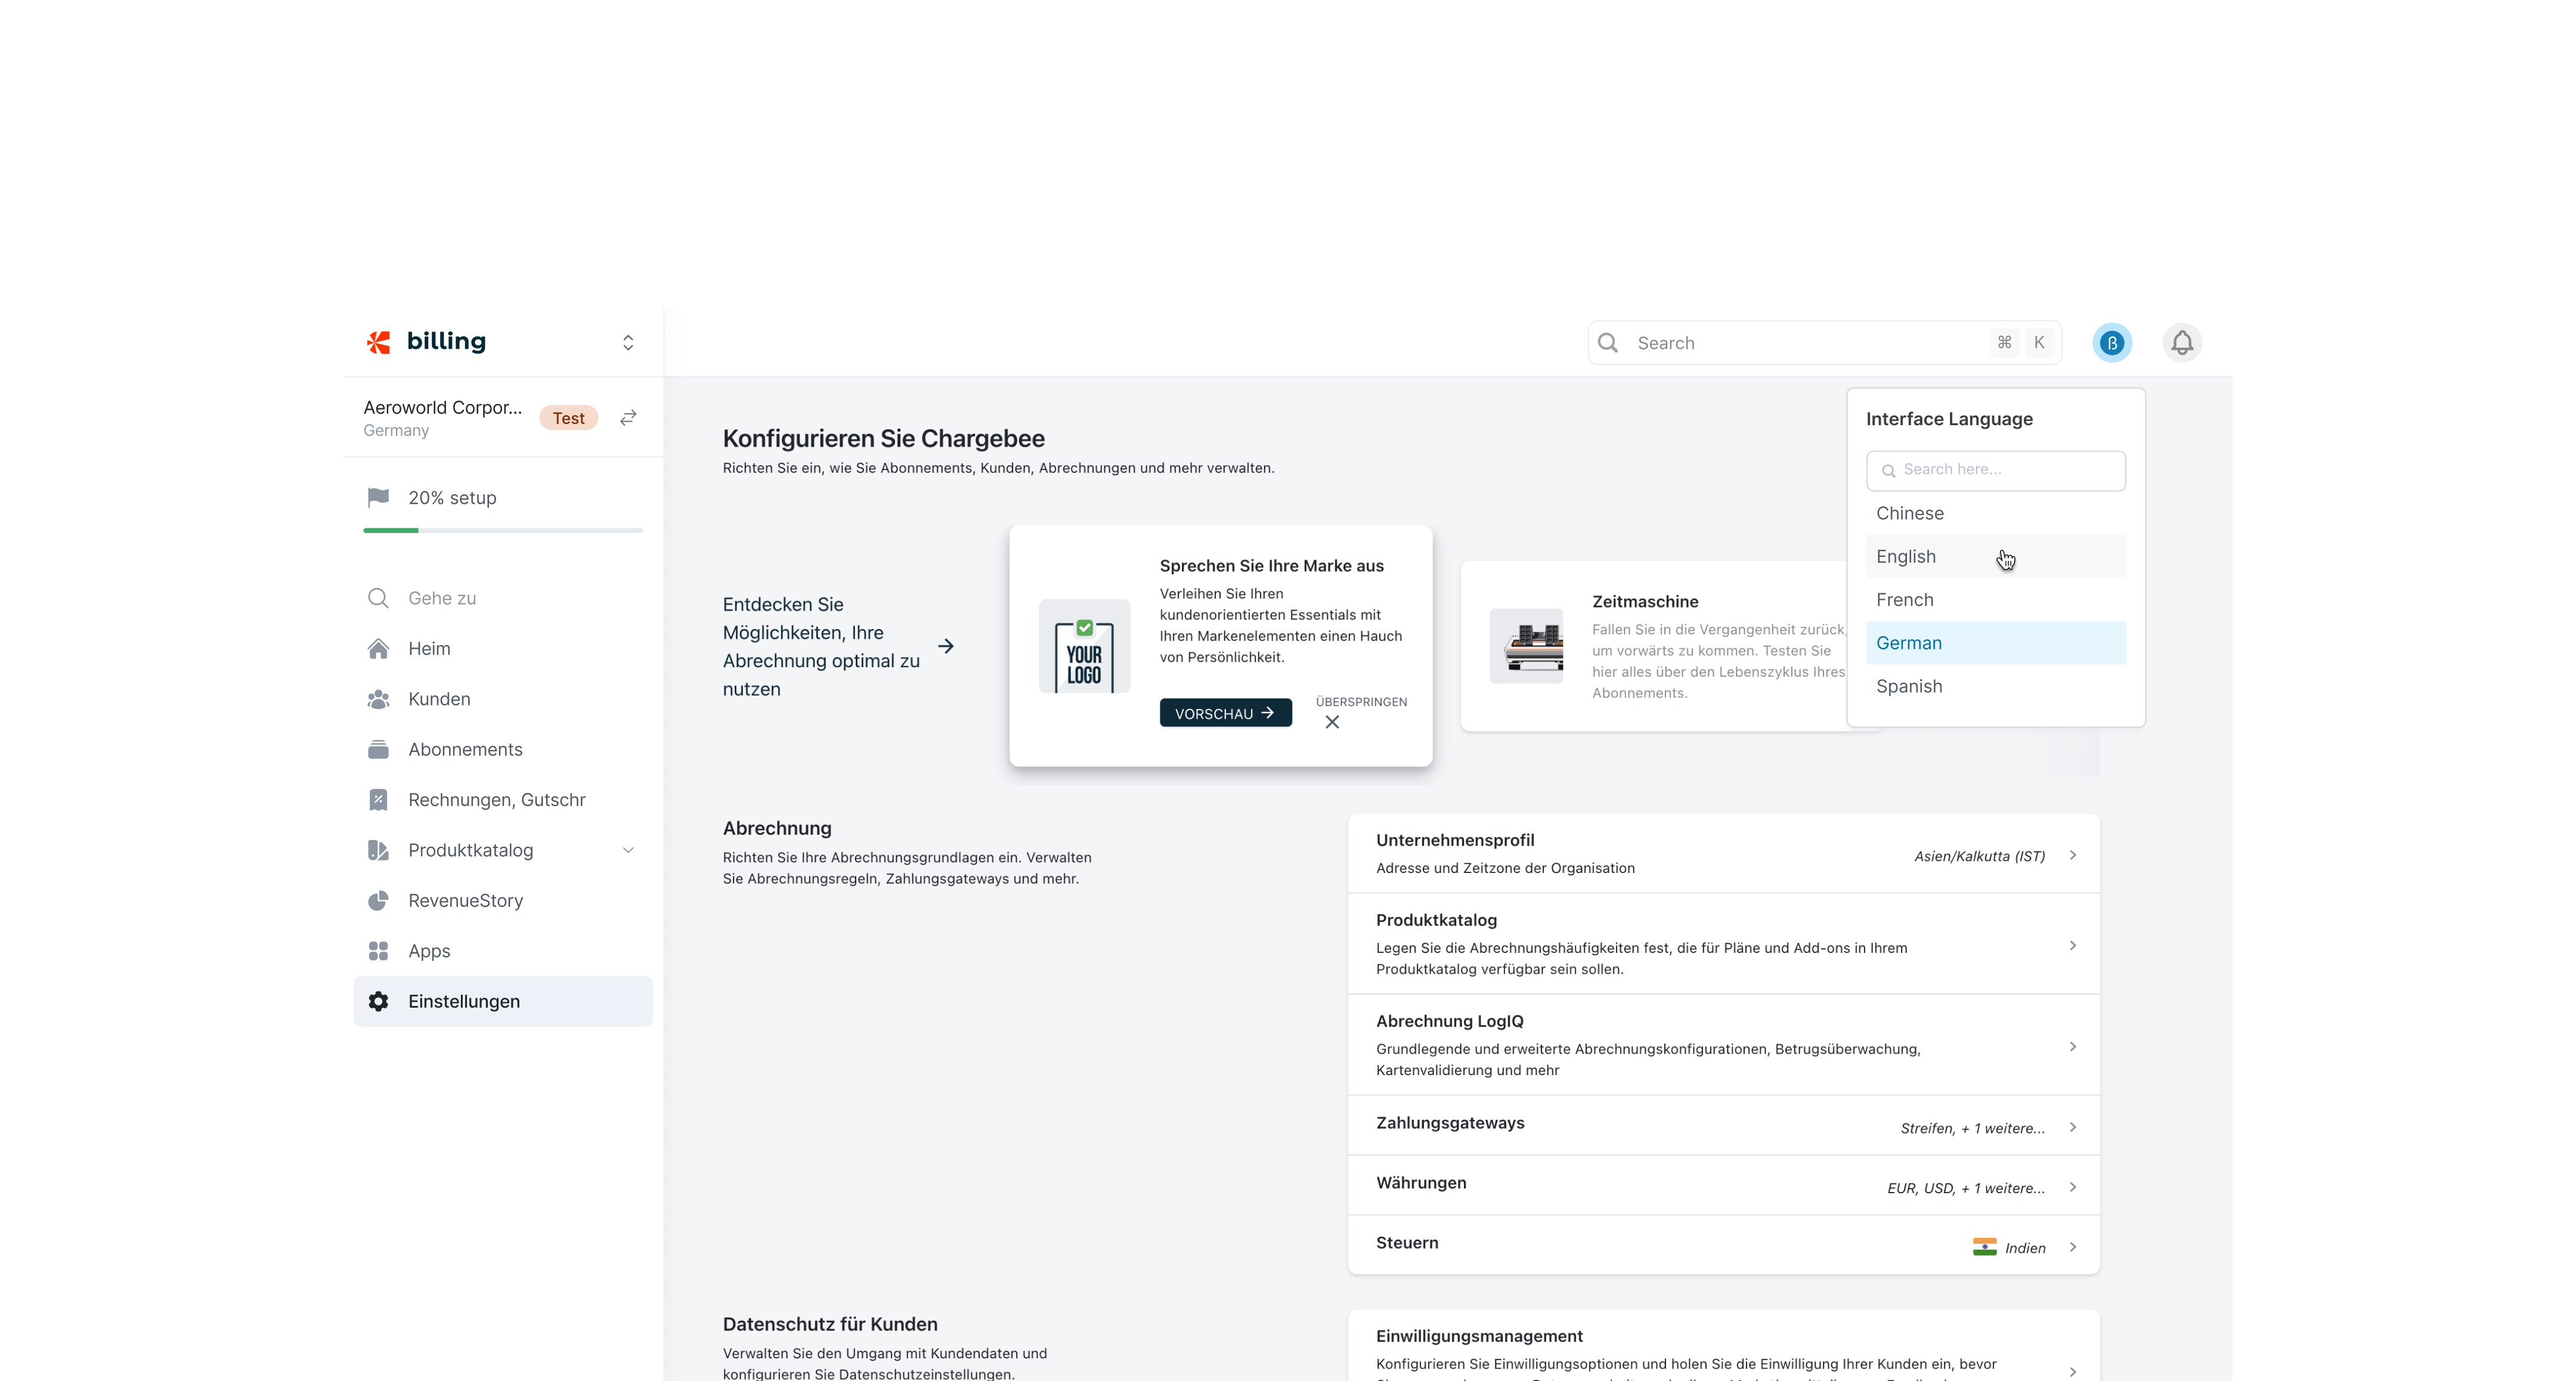 billing
Search
⌘ K
ß
Aeroworld Corpor...
Germany
Test
20% setup
Gehe zu
Heim
Kunden
Abonnements
Rechnungen, Gutschr
Produktkatalog
RevenueStory
Apps
Einstellungen
Konfigurieren Sie Chargebee
Richten Sie ein, wie Sie Abonnements, Kunden, Abrechnungen und mehr verwalten.
Entdecken Sie
Möglichkeiten, Ihre
Abrechnung optimal zu
nutzen
YOUR
LOGO
Sprechen Sie Ihre Marke aus
Verleihen Sie Ihren
kundenorientierten Essentials mit
Ihren Markenelementen einen Hauch
von Persönlichkeit.
VORSCHAU
ÜBERSPRINGEN
Zeitmaschine
Fallen Sie in die Vergangenheit zurück,
um vorwärts zu kommen. Testen Sie
hier alles über den Lebenszyklus Ihres
Abonnements.
Interface Language
Search here...
Chinese
English
French
German
Spanish
Abrechnung
Richten Sie Ihre Abrechnungsgrundlagen ein. Verwalten
Sie Abrechnungsregeln, Zahlungsgateways und mehr.
Unternehmensprofil
Adresse und Zeitzone der Organisation
Asien/Kalkutta (IST)
Produktkatalog
Legen Sie die Abrechnungshäufigkeiten fest, die für Pläne und Add-ons in Ihrem
Produktkatalog verfügbar sein sollen.
Abrechnung LogIQ
Grundlegende und erweiterte Abrechnungskonfigurationen, Betrugsüberwachung,
Kartenvalidierung und mehr
Zahlungsgateways
Streifen, + 1 weitere...
Währungen
EUR, USD, + 1 weitere...
Steuern
Indien
Datenschutz für Kunden
Verwalten Sie den Umgang mit Kundendaten und
konfigurieren Sie Datenschutzeinstellungen.
Einwilligungsmanagement
Konfigurieren Sie Einwilligungsoptionen und holen Sie die Einwilligung Ihrer Kunden ein, bevor